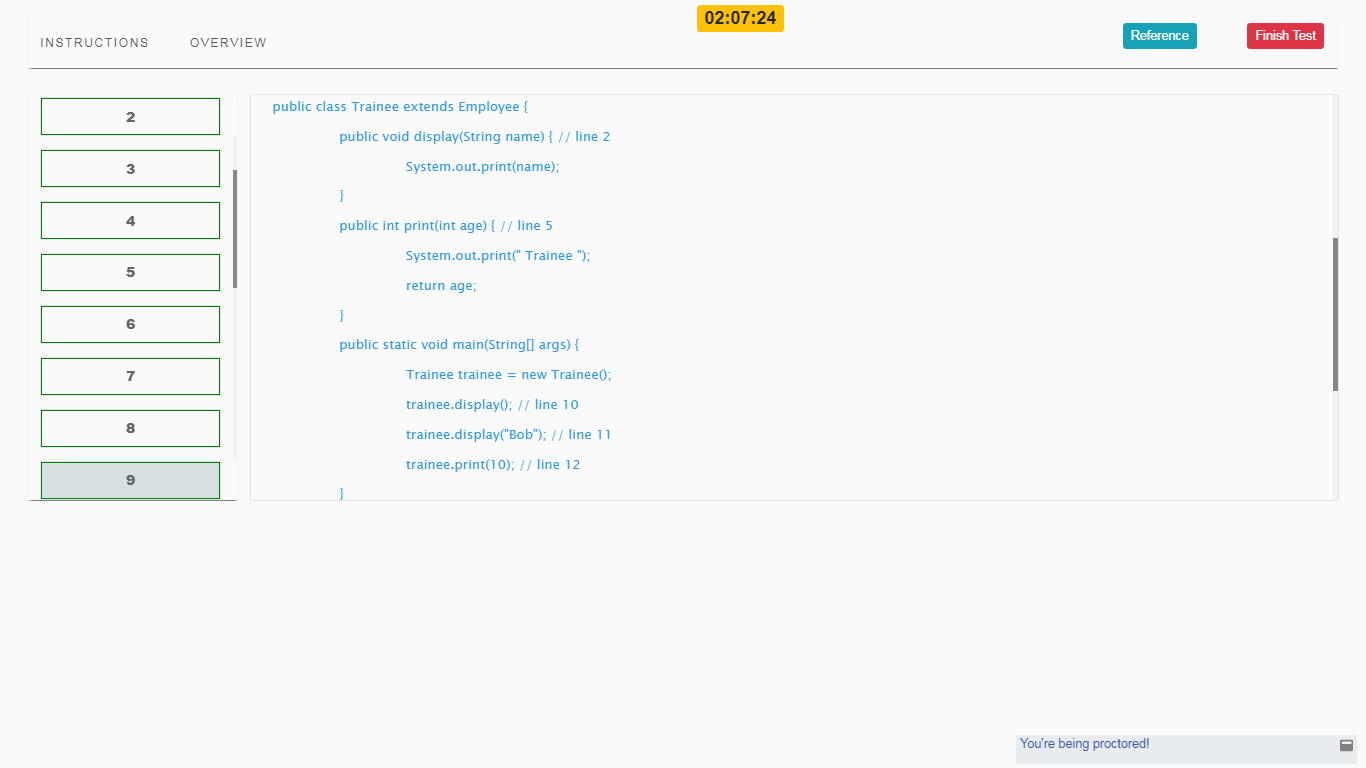 02:07:24
INSTRUCTIONS OVERVIEW Reference Finish Test
2
3
4
5
6
7
8
9
public class Trainee extends Employee {
public void display(String name) { // line 2
System.out.print(name);
}
public int print(int age) { // line 5
System.out.print(" Trainee ");
return age;
}
public static void main(String[] args) {
Trainee trainee = new Trainee();
trainee.display(); // line 10
trainee.display("Bob"); // line 11
trainee.print(10); // line 12
}
You're being proctored!